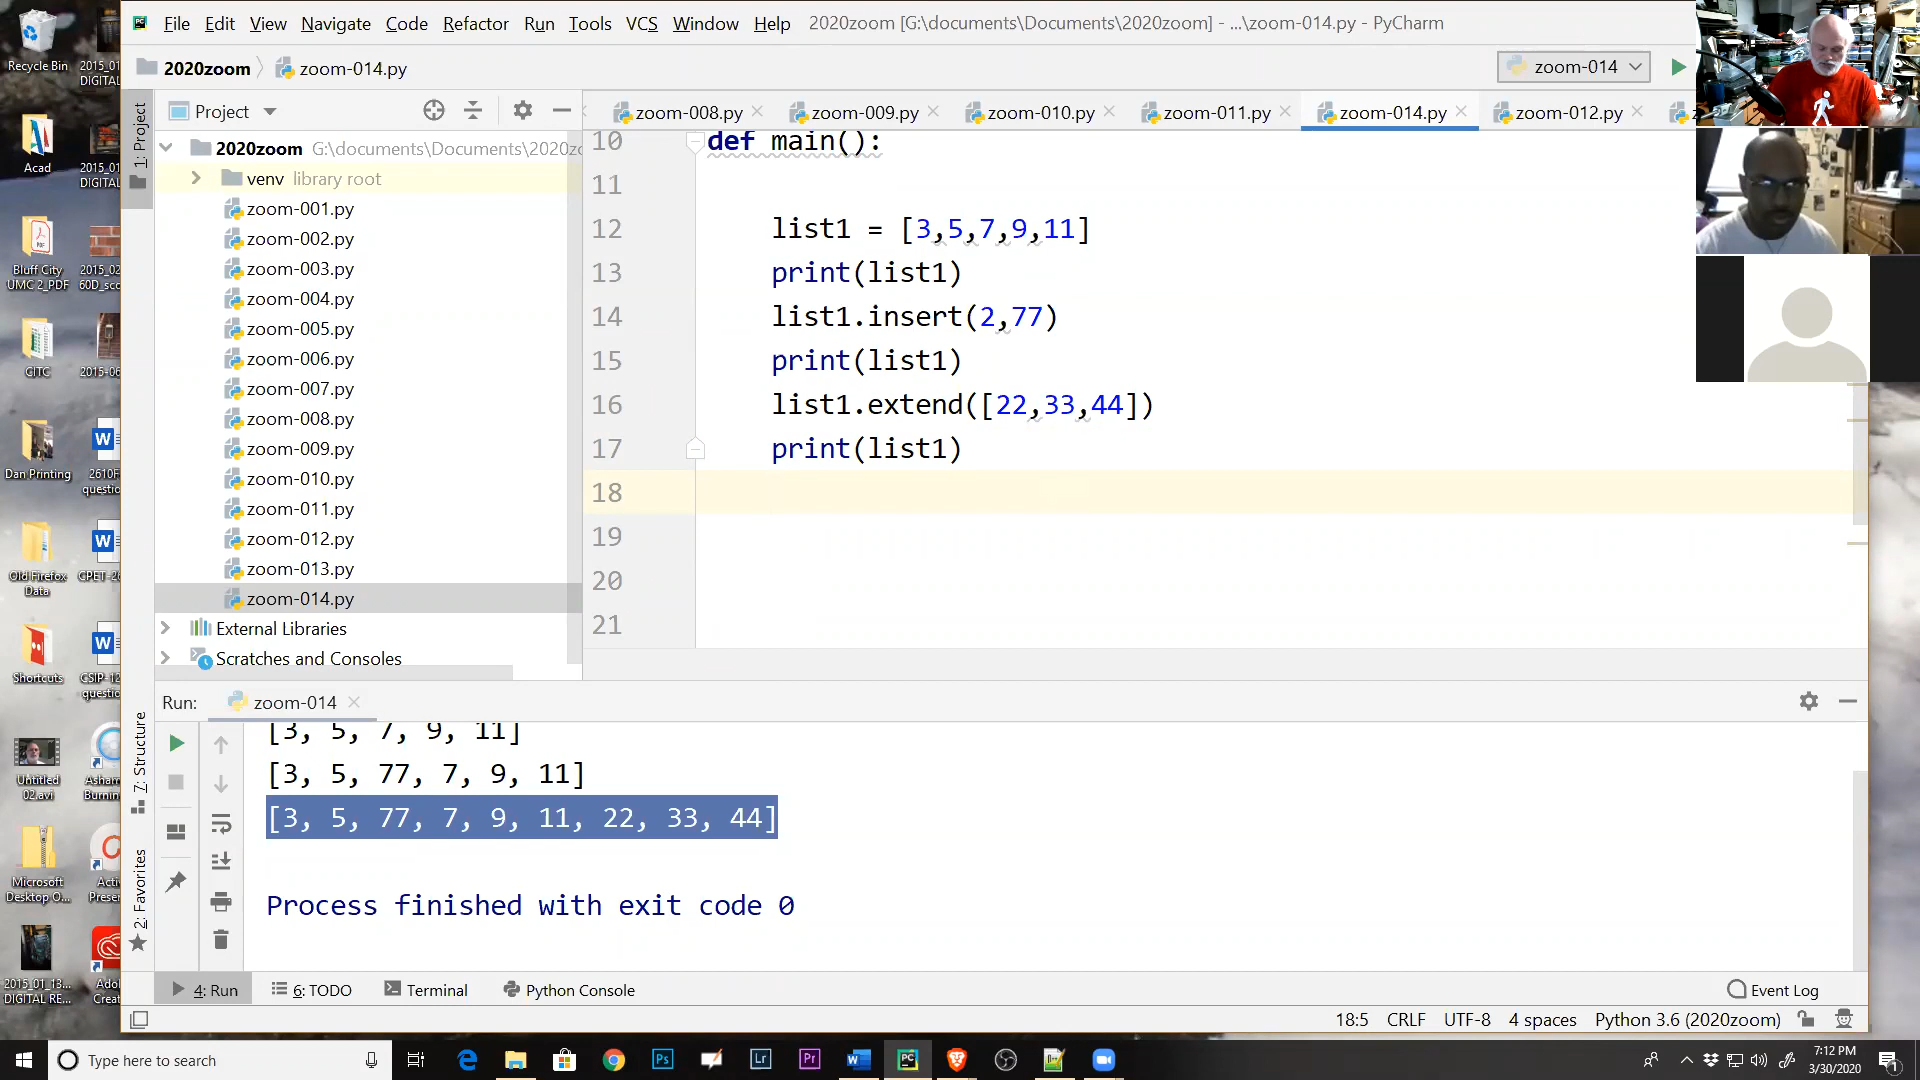 File Edit View Navigate Code Refactor Run Tools VCS Window Help 2020zoom [G:\documents\Documents\2020zoom] - ...\zoom-014.py - PyCharm
2020zoom zoom-014.py
zoom-014
Project
zoom-008.py
zoom-009.py
zoom-010.py
zoom-011.py
zoom-014.py
zoom-012.py
1: Project
2020zoom G:\documents\Documents\2020zo
venv library root
zoom-001.py
zoom-002.py
zoom-003.py
zoom-004.py
zoom-005.py
zoom-006.py
zoom-007.py
zoom-008.py
zoom-009.py
zoom-010.py
zoom-011.py
zoom-012.py
zoom-013.py
zoom-014.py
External Libraries
Scratches and Consoles
10 def main():
11
12 list1 = [3,5,7,9,11]
13 print(list1)
14 list1.insert(2,77)
15 print(list1)
16 list1.extend([22,33,44])
17 print(list1)
18
19
20
21
Run: zoom-014
[3, 5, 7, 9, 11]
[3, 5, 77, 7, 9, 11]
[3, 5, 77, 7, 9, 11, 22, 33, 44]
Process finished with exit code 0
7: Structure
2: Favorites
4: Run 6: TODO Terminal Python Console Event Log
18:5 CRLF UTF-8 4 spaces Python 3.6 (2020zoom)
Recycle Bin
2015_01
DIGITAL
Acad
2015_01
DIGITAL
Bluff City
UMC 2_PDF
2015_02
60D_sco
CITC
2015-06
Dan Printing
2610F
question
Old Firefox
Data
CPET-26
Shortcuts
CSIP-12
question
Untitled
02.avi
Asham
Burnin
Microsoft
Desktop O...
Acti
Preser
2015_01_13...
DIGITAL RE...
Adol
Creat
Type here to search
7:12 PM
3/30/2020